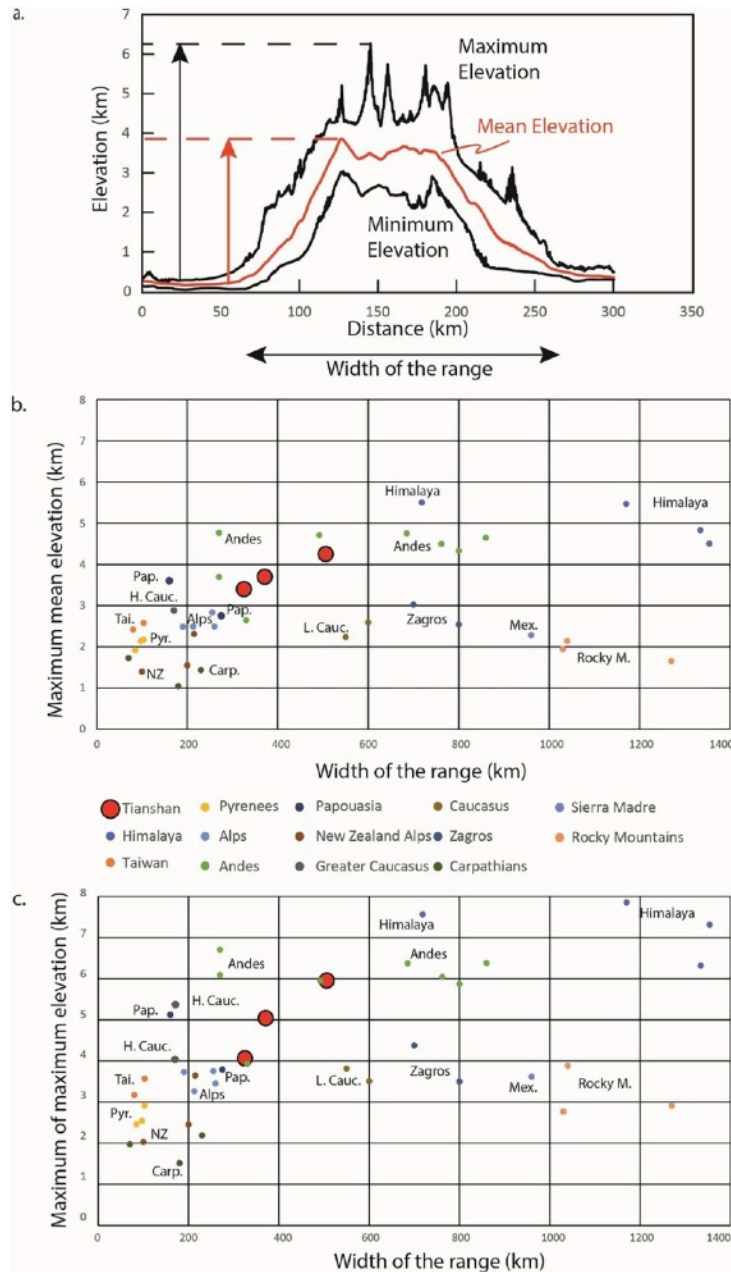 a.
7
6
5
4
3
2
1
0
Elevation (km)
Maximum
Elevation
Mean Elevation
Minimum
Elevation
0 50 100 150 200 250 300 350
Distance (km)
Width of the range
b.
8
7
6
5
4
3
2
1
0
Maximum mean elevation (km)
Himalaya
Himalaya
Andes
Andes
Pap.
H. Cauc.
Tai.
Alps
Pap.
Pyr.
L. Cauc.
Zagros
Mex.
NZ
Carp.
Rocky M.
0 200 400 600 800 1000 1200 1400
Width of the range (km)
Tianshan Pyrenees Papouasia Caucasus Sierra Madre
Himalaya Alps New Zealand Alps Zagros Rocky Mountains
Taiwan Andes Greater Caucasus Carpathians
c.
8
7
6
5
4
3
2
1
0
Maximum of maximum elevation (km)
Himalaya
Himalaya
Andes
Andes
H. Cauc.
Pap.
H. Cauc.
Tai.
Pap.
Alps
L. Cauc.
Zagros
Mex.
Rocky M.
Pyr.
NZ
Carp.
0 200 400 600 800 1000 1200 1400
Width of the range (km)